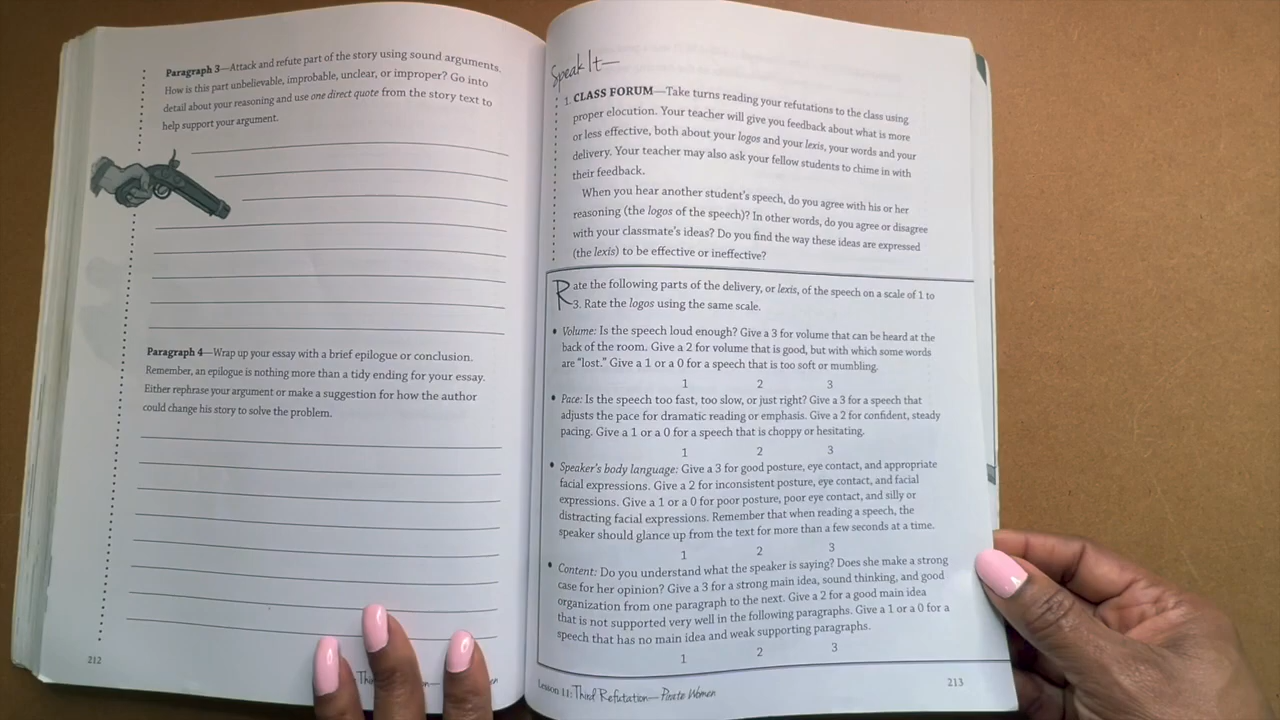 Paragraph 3—Attack and refute part of the story using sound arguments.
How is this part unbelievable, improbable, unclear, or improper? Go into
detail about your reasoning and use one direct quote from the story text to
help support your argument.
Paragraph 4—Wrap up your essay with a brief epilogue or conclusion.
Remember, an epilogue is nothing more than a tidy ending for your essay.
Either rephrase your argument or make a suggestion for how the author
could change his story to solve the problem.
212
Speak It—
1. CLASS FORUM—Take turns reading your refutations to the class using
proper elocution. Your teacher will give you feedback about what is more
or less effective, both about your logos and your lexis, your words and your
delivery. Your teacher may also ask your fellow students to chime in with
their feedback.
When you hear another student's speech, do you agree with his or her
reasoning (the logos of the speech)? In other words, do you agree or disagree
with your classmate's ideas? Do you find the way these ideas are expressed
(the lexis) to be effective or ineffective?
Rate the following parts of the delivery, or lexis, of the speech on a scale of 1 to
3. Rate the logos using the same scale.
• Volume: Is the speech loud enough? Give a 3 for volume that can be heard at the
back of the room. Give a 2 for volume that is good, but with which some words
are "lost." Give a 1 or a 0 for a speech that is too soft or mumbling.
1 2 3
• Pace: Is the speech too fast, too slow, or just right? Give a 3 for a speech that
adjusts the pace for dramatic reading or emphasis. Give a 2 for confident, steady
pacing. Give a 1 or a 0 for a speech that is choppy or hesitating.
1 2 3
• Speaker's body language: Give a 3 for good posture, eye contact, and appropriate
facial expressions. Give a 2 for inconsistent posture, eye contact, and facial
expressions. Give a 1 or a 0 for poor posture, poor eye contact, and silly or
distracting facial expressions. Remember that when reading a speech, the
speaker should glance up from the text for more than a few seconds at a time.
1 2 3
• Content: Do you understand what the speaker is saying? Does she make a strong
case for her opinion? Give a 3 for a strong main idea, sound thinking, and good
organization from one paragraph to the next. Give a 2 for a good main idea
that is not supported very well in the following paragraphs. Give a 1 or a 0 for a
speech that has no main idea and weak supporting paragraphs.
1 2 3
Lesson 11: Third Refutation—Pirate Women
213